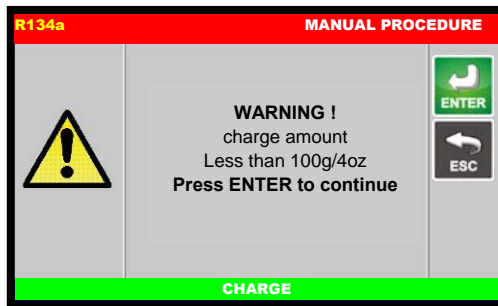 R134a MANUAL PROCEDURE
WARNING !
charge amount
Less than 100g/4oz
Press ENTER to continue
ENTER
ESC
CHARGE